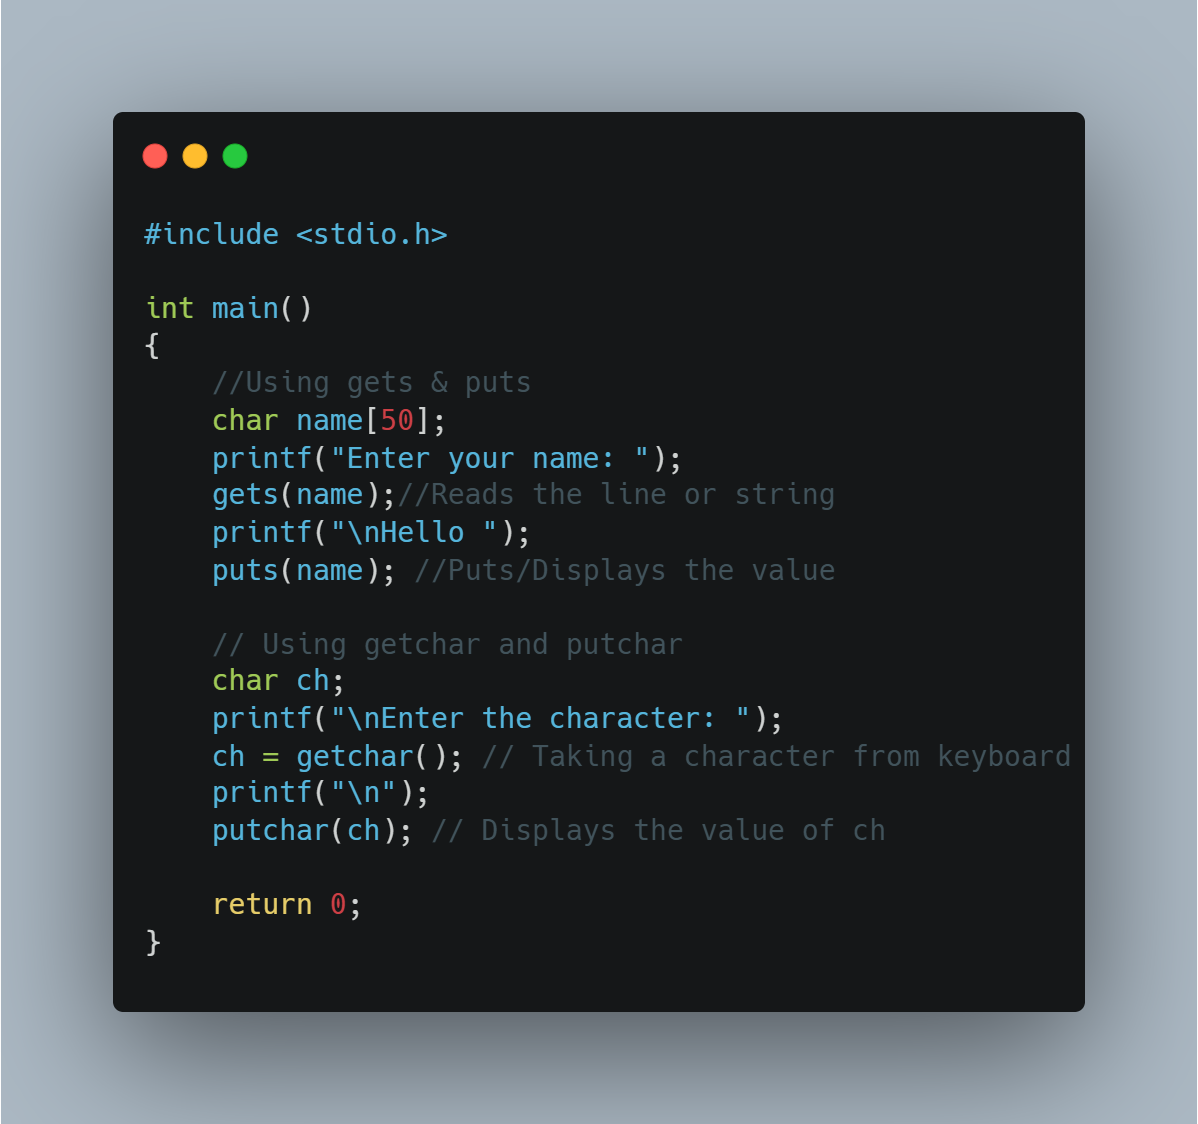 #include <stdio.h>

int main()
{
    //Using gets & puts
    char name[50];
    printf("Enter your name: ");
    gets(name);//Reads the line or string
    printf("\nHello ");
    puts(name); //Puts/Displays the value

    // Using getchar and putchar
    char ch;
    printf("\nEnter the character: ");
    ch = getchar(); // Taking a character from keyboard
    printf("\n");
    putchar(ch); // Displays the value of ch

    return 0;
}